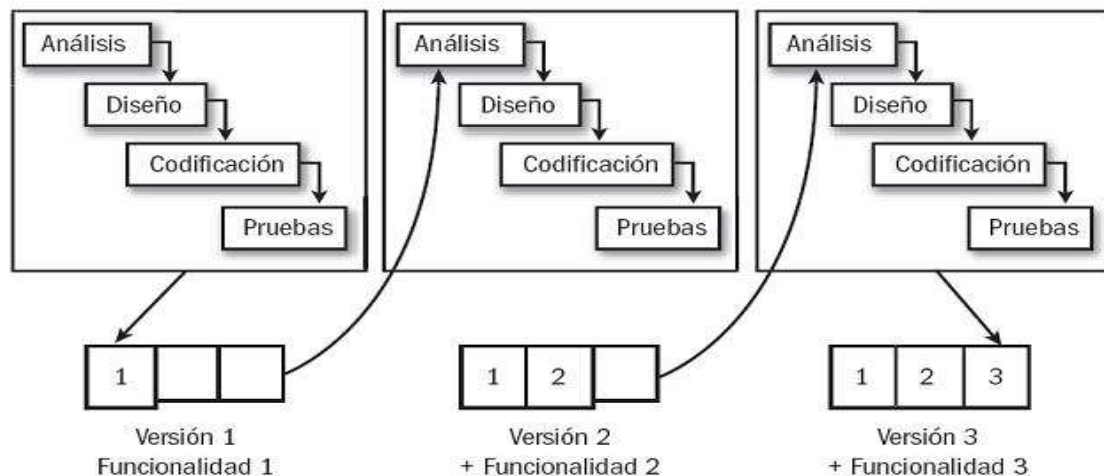 Análisis
Diseño
Codificación
Pruebas
Análisis
Diseño
Codificación
Pruebas
Análisis
Diseño
Codificación
Pruebas
1
Versión 1
Funcionalidad 1
1 2
Versión 2
+ Funcionalidad 2
1 2 3
Versión 3
+ Funcionalidad 3